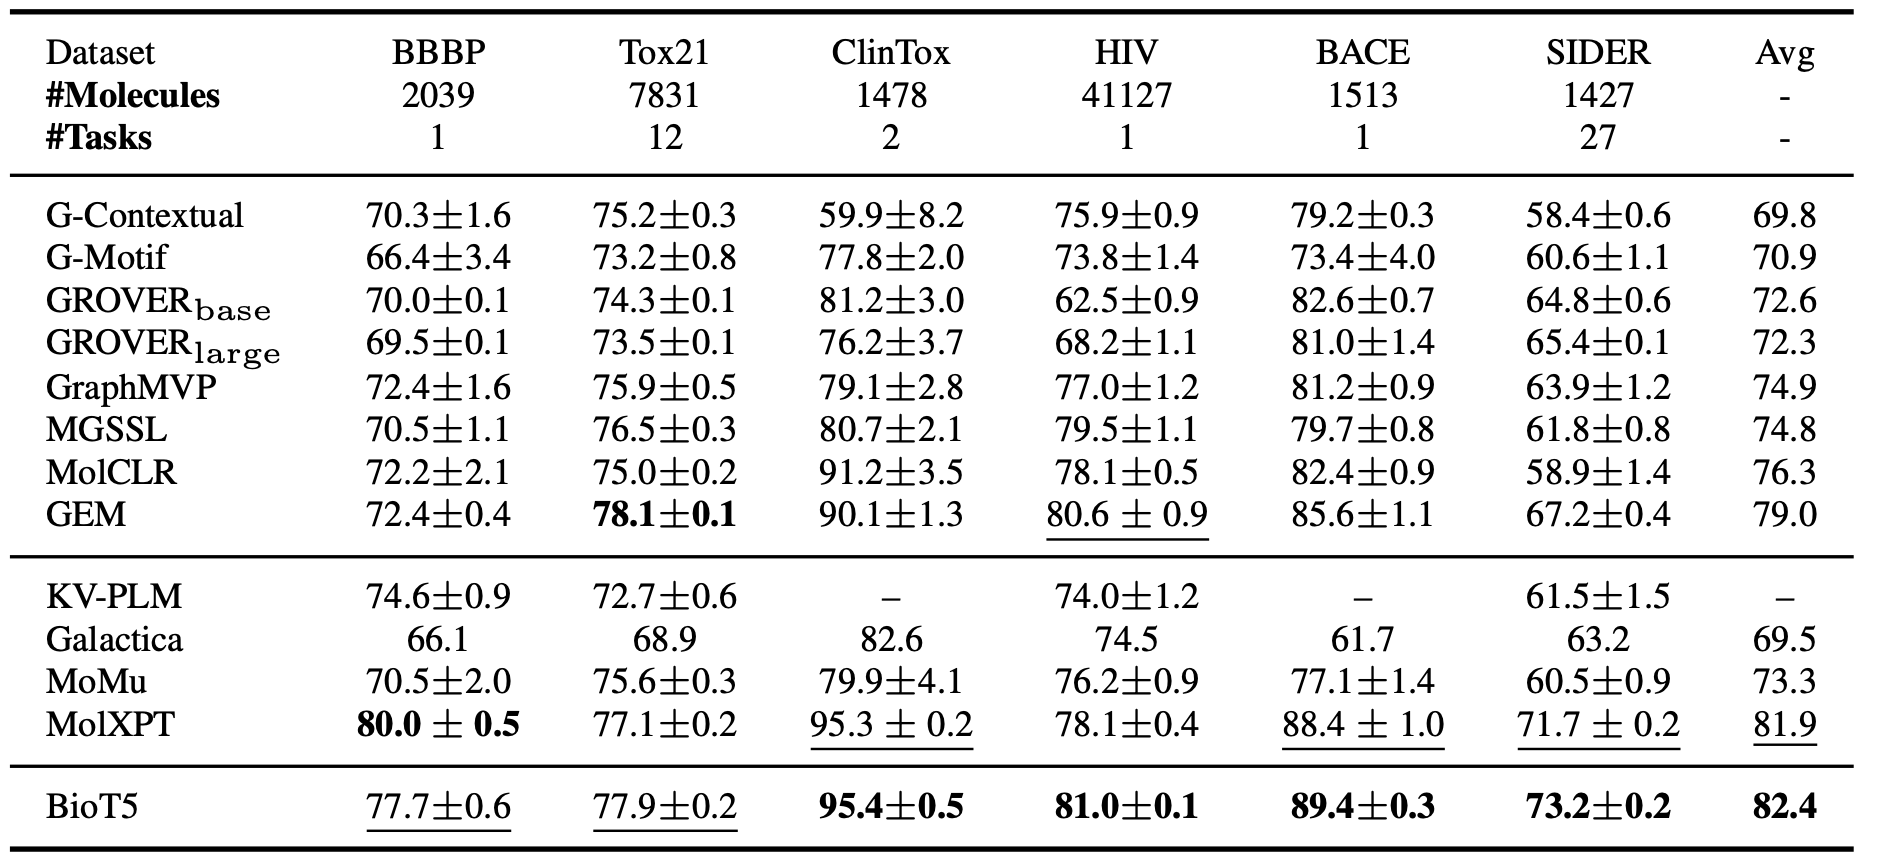 Dataset BBBP Tox21 ClinTox HIV BACE SIDER Avg
#Molecules 2039 7831 1478 41127 1513 1427 -
#Tasks 1 12 2 1 1 27 -
G-Contextual 70.3±1.6 75.2±0.3 59.9±8.2 75.9±0.9 79.2±0.3 58.4±0.6 69.8
G-Motif 66.4±3.4 73.2±0.8 77.8±2.0 73.8±1.4 73.4±4.0 60.6±1.1 70.9
GROVERbase 70.0±0.1 74.3±0.1 81.2±3.0 62.5±0.9 82.6±0.7 64.8±0.6 72.6
GROVERlarge 69.5±0.1 73.5±0.1 76.2±3.7 68.2±1.1 81.0±1.4 65.4±0.1 72.3
GraphMVP 72.4±1.6 75.9±0.5 79.1±2.8 77.0±1.2 81.2±0.9 63.9±1.2 74.9
MGSSL 70.5±1.1 76.5±0.3 80.7±2.1 79.5±1.1 79.7±0.8 61.8±0.8 74.8
MolCLR 72.2±2.1 75.0±0.2 91.2±3.5 78.1±0.5 82.4±0.9 58.9±1.4 76.3
GEM 72.4±0.4 78.1±0.1 90.1±1.3 80.6 ± 0.9 85.6±1.1 67.2±0.4 79.0
KV-PLM 74.6±0.9 72.7±0.6 – 74.0±1.2 – 61.5±1.5 –
Galactica 66.1 68.9 82.6 74.5 61.7 63.2 69.5
MoMu 70.5±2.0 75.6±0.3 79.9±4.1 76.2±0.9 77.1±1.4 60.5±0.9 73.3
MolXPT 80.0 ± 0.5 77.1±0.2 95.3 ± 0.2 78.1±0.4 88.4 ± 1.0 71.7 ± 0.2 81.9
BioT5 77.7±0.6 77.9±0.2 95.4±0.5 81.0±0.1 89.4±0.3 73.2±0.2 82.4